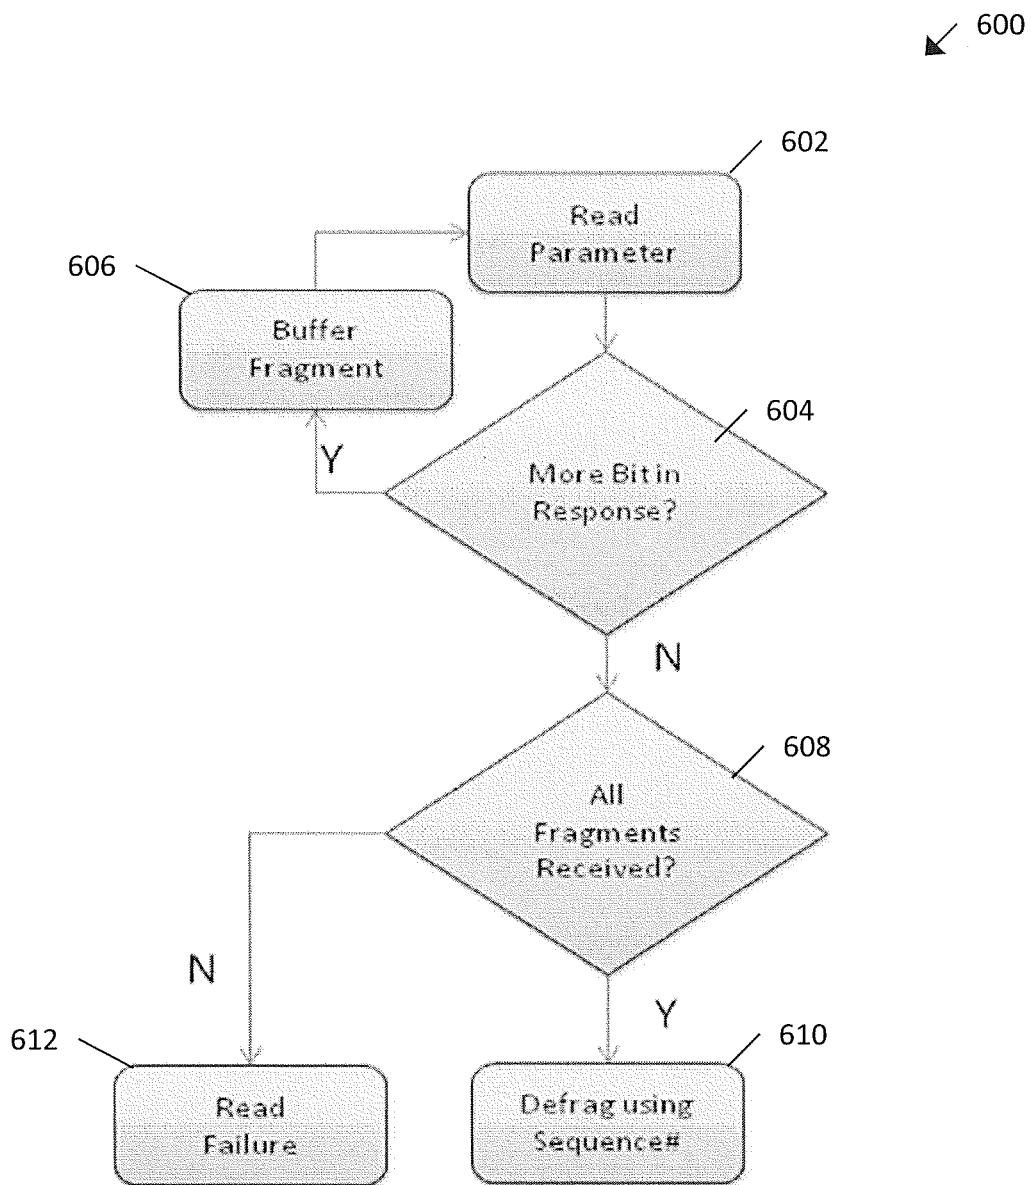 600
602
Read
Parameter
606
Buffer
Fragment
604
Y
More Bit in
Response?
N
608
All
Fragments
Received?
N
Y
612
610
Read
Failure
Defrag using
Sequence#